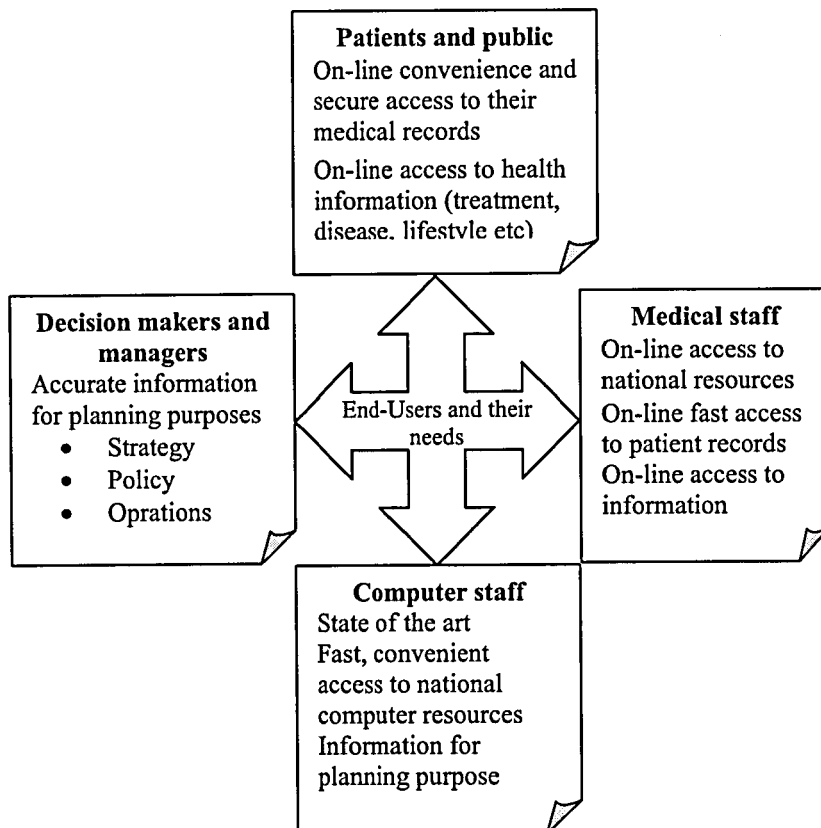 Patients and public
On-line convenience and
secure access to their
medical records
On-line access to health
information (treatment,
disease, lifestyle etc)
Decision makers and
managers
Accurate information
for planning purposes
• Strategy
• Policy
• Oprations
End-Users and their
needs
Medical staff
On-line access to
national resources
On-line fast access
to patient records
On-line access to
information
Computer staff
State of the art
Fast, convenient
access to national
computer resources
Information for
planning purpose